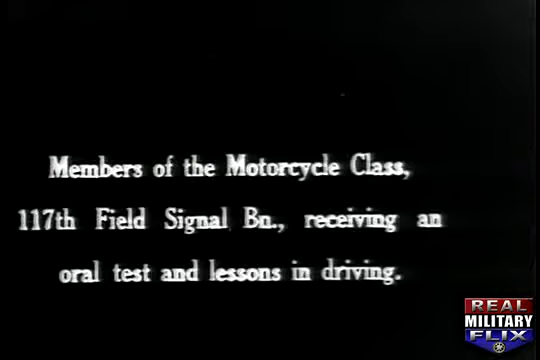 Members of the Motorcycle Class,
117th Field Signal Bn., receiving an
oral test and lessons in driving.
REAL
MILITARY
FLIX